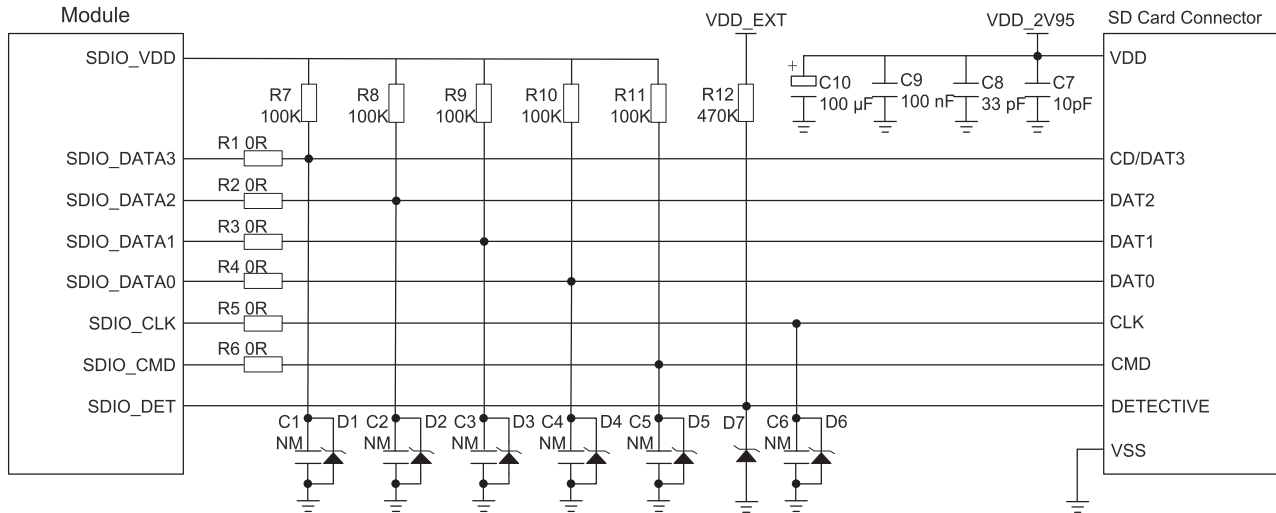 Module
VDD_EXT
VDD_2V95
SD Card Connector
SDIO_VDD
VDD
R7
100K
R8
100K
R9
100K
R10
100K
R11
100K
R12
470K
+
C10
100 µF
C9
100 nF
C8
33 pF
C7
10pF
SDIO_DATA3
R1 0R
CD/DAT3
SDIO_DATA2
R2 0R
DAT2
SDIO_DATA1
R3 0R
DAT1
SDIO_DATA0
R4 0R
DAT0
SDIO_CLK
R5 0R
CLK
SDIO_CMD
R6 0R
CMD
SDIO_DET
DETECTIVE
C1
NM
D1
C2
NM
D2
C3
NM
D3
C4
NM
D4
C5
NM
D5
D7
C6
NM
D6
VSS